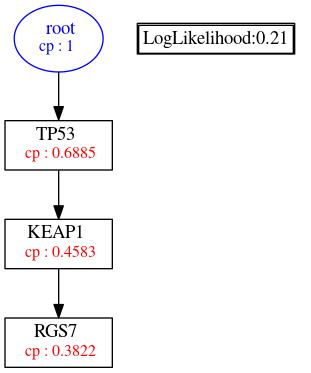 root
cp : 1
LogLikelihood:0.21
TP53
cp : 0.6885
KEAP1
cp : 0.4583
RGS7
cp : 0.3822